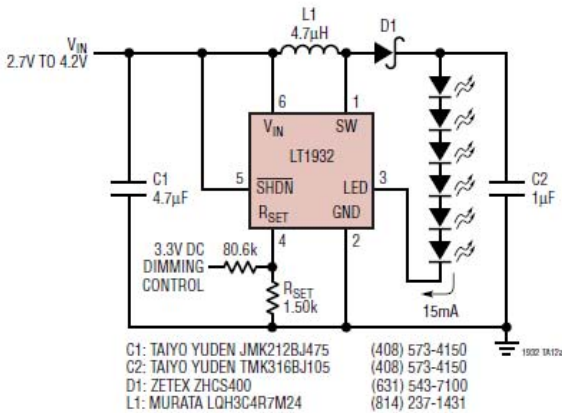 L1
4.7μH
D1
VIN
2.7V TO 4.2V
6
1
VIN
SW
LT1932
C1
4.7μF
5
SHDN
LED
3
C2
1μF
RSET
GND
4
2
3.3V DC
DIMMING
CONTROL
80.6k
RSET
1.50k
15mA
C1: TAIYO YUDEN JMK212BJ475 (408) 573-4150
C2: TAIYO YUDEN TMK316BJ105 (408) 573-4150
D1: ZETEX ZHCS400 (631) 543-7100
L1: MURATA LQH3C4R7M24 (814) 237-1431
1932 TA12a